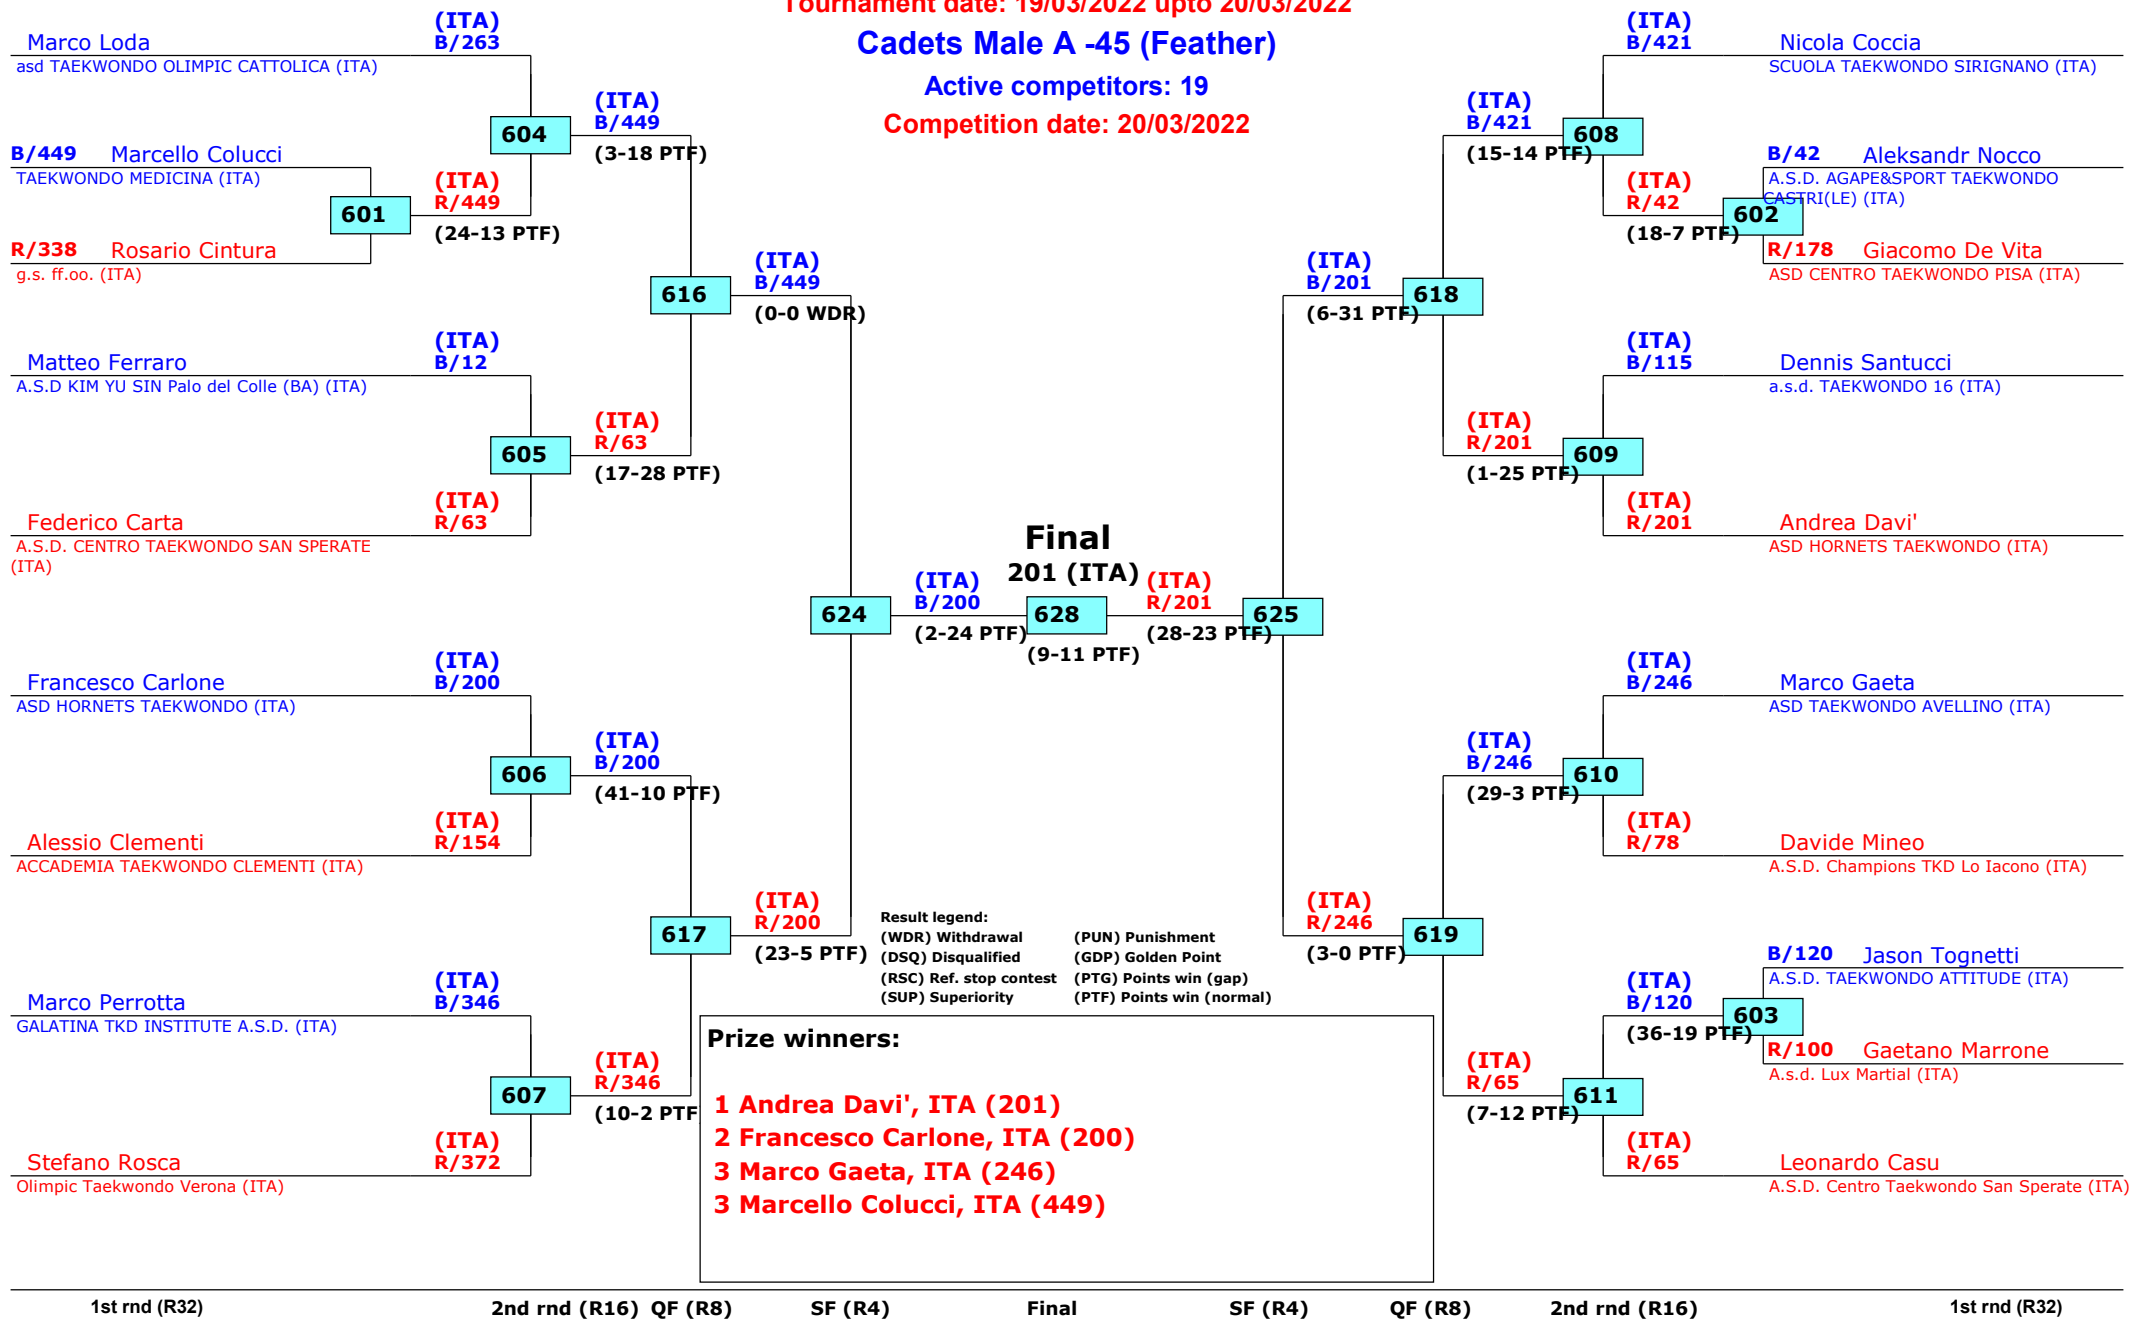 Tournament date: 19/03/2022 upto 20/03/2022
Cadets Male A -45 (Feather)
Active competitors: 19
Competition date: 20/03/2022
Marco Loda
asd TAEKWONDO OLIMPIC CATTOLICA (ITA)
(ITA)
B/263
B/449 Marcello Colucci
TAEKWONDO MEDICINA (ITA)
601
R/338 Rosario Cintura
g.s. ff.oo. (ITA)
(ITA)
R/449
(24-13 PTF)
604
(ITA)
B/449
(3-18 PTF)
Matteo Ferraro
A.S.D KIM YU SIN Palo del Colle (BA) (ITA)
(ITA)
B/12
605
Federico Carta
A.S.D. CENTRO TAEKWONDO SAN SPERATE
(ITA)
(ITA)
R/63
(ITA)
R/63
(17-28 PTF)
616
(ITA)
B/449
(0-0 WDR)
Francesco Carlone
ASD HORNETS TAEKWONDO (ITA)
(ITA)
B/200
606
Alessio Clementi
ACCADEMIA TAEKWONDO CLEMENTI (ITA)
(ITA)
R/154
(ITA)
B/200
(41-10 PTF)
617
(ITA)
R/200
(23-5 PTF)
Marco Perrotta
GALATINA TKD INSTITUTE A.S.D. (ITA)
(ITA)
B/346
607
Stefano Rosca
Olimpic Taekwondo Verona (ITA)
(ITA)
R/372
(ITA)
R/346
(10-2 PTF
624
(ITA)
B/200
(2-24 PTF)
Final
201 (ITA)
628
(9-11 PTF)
(ITA)
R/201
(28-23 PTF)
625
(ITA)
B/201
(6-31 PTF)
618
(ITA)
B/421
(15-14 PTF)
608
(ITA)
B/421
Nicola Coccia
SCUOLA TAEKWONDO SIRIGNANO (ITA)
(ITA)
R/42
(18-7 PTF)
602
B/42 Aleksandr Nocco
A.S.D. AGAPE&SPORT TAEKWONDO
CASTRI(LE) (ITA)
R/178 Giacomo De Vita
ASD CENTRO TAEKWONDO PISA (ITA)
(ITA)
R/201
(1-25 PTF)
609
(ITA)
B/115
Dennis Santucci
a.s.d. TAEKWONDO 16 (ITA)
(ITA)
R/201
Andrea Davi'
ASD HORNETS TAEKWONDO (ITA)
(ITA)
R/246
(3-0 PTF)
619
(ITA)
B/246
(29-3 PTF)
610
(ITA)
B/246
Marco Gaeta
ASD TAEKWONDO AVELLINO (ITA)
(ITA)
R/78
Davide Mineo
A.S.D. Champions TKD Lo Iacono (ITA)
(ITA)
R/65
(7-12 PTF)
611
(ITA)
B/120
(36-19 PTF)
603
B/120 Jason Tognetti
A.S.D. TAEKWONDO ATTITUDE (ITA)
R/100 Gaetano Marrone
A.s.d. Lux Martial (ITA)
(ITA)
R/65
Leonardo Casu
A.S.D. Centro Taekwondo San Sperate (ITA)
Result legend:
(WDR) Withdrawal (PUN) Punishment
(DSQ) Disqualified (GDP) Golden Point
(RSC) Ref. stop contest (PTG) Points win (gap)
(SUP) Superiority (PTF) Points win (normal)
Prize winners:
1 Andrea Davi', ITA (201)
2 Francesco Carlone, ITA (200)
3 Marco Gaeta, ITA (246)
3 Marcello Colucci, ITA (449)
1st rnd (R32) 2nd rnd (R16) QF (R8) SF (R4) Final SF (R4) QF (R8) 2nd rnd (R16) 1st rnd (R32)